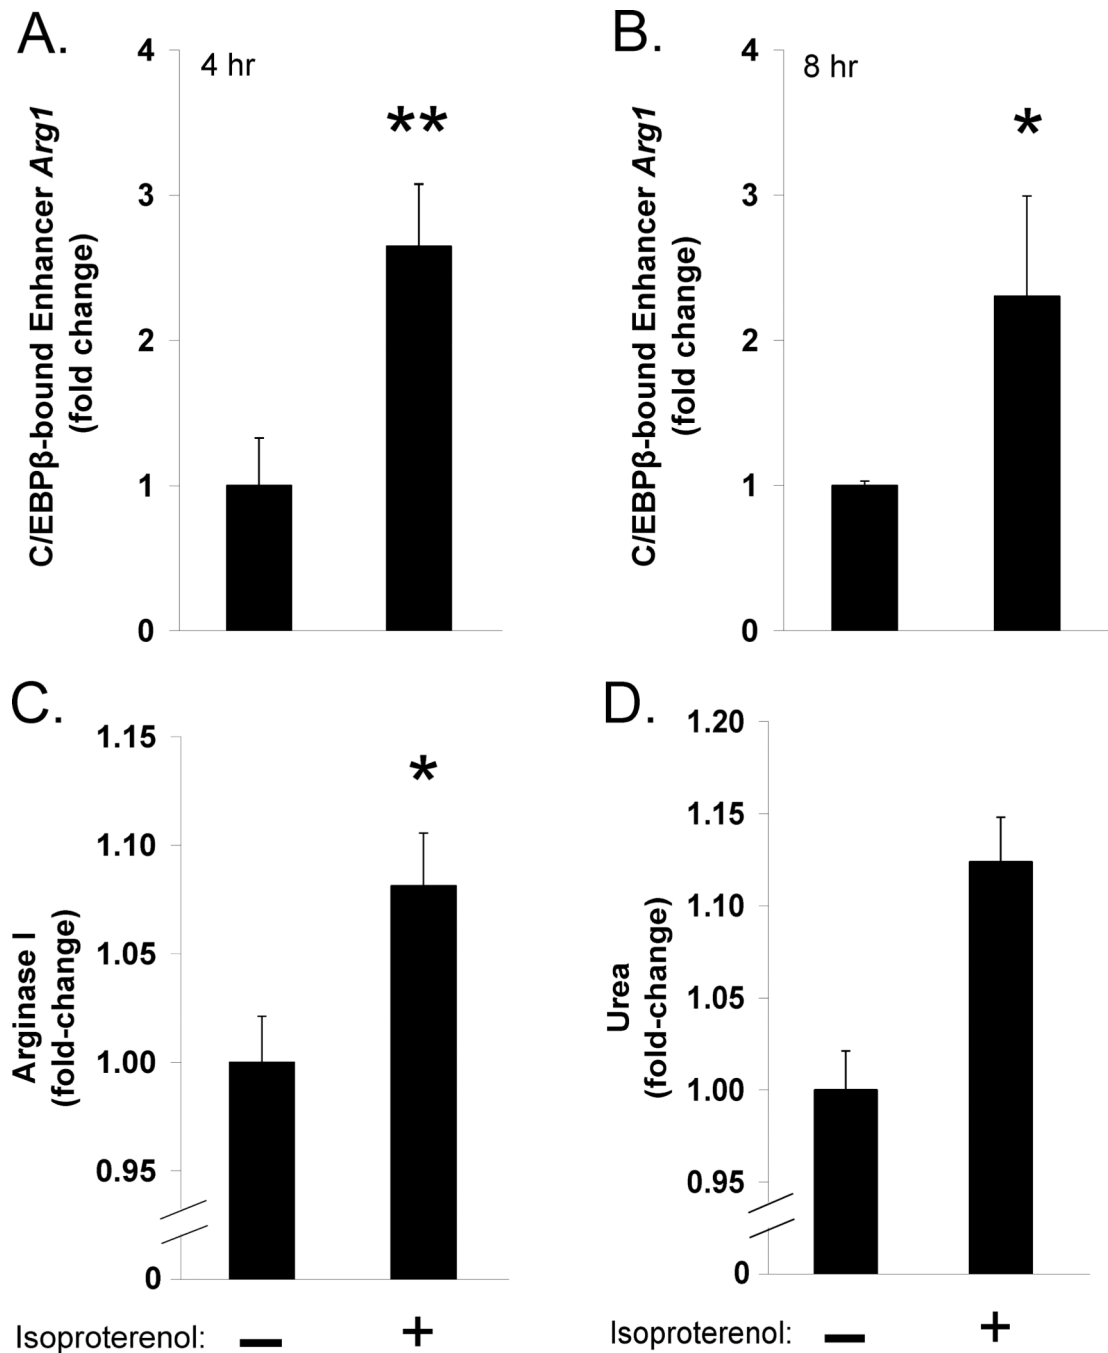 A.
4 hr
C/EBPβ-bound Enhancer Arg1
(fold change)
4
3
2
1
0
**
B.
8 hr
C/EBPβ-bound Enhancer Arg1
(fold change)
4
3
2
1
0
*
C.
Arginase I
(fold-change)
1.15
1.10
1.05
1.00
0.95
0
*
Isoproterenol: − +
D.
Urea
(fold-change)
1.20
1.15
1.10
1.05
1.00
0.95
0
Isoproterenol: − +